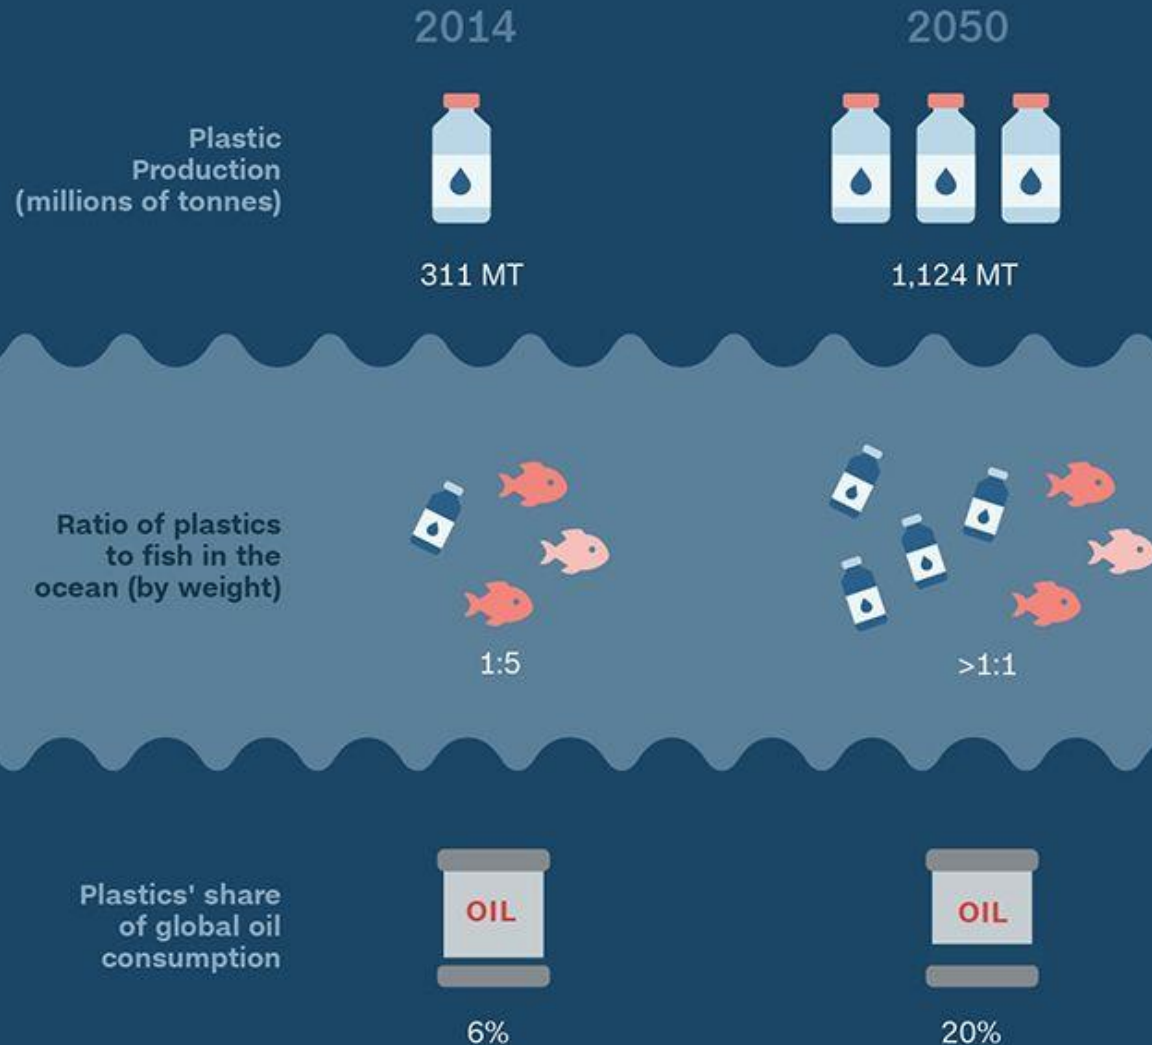 2014
2050
Plastic
Production
(millions of tonnes)
311 MT
1,124 MT
Ratio of plastics
to fish in the
ocean (by weight)
1:5
>1:1
Plastics' share
of global oil
consumption
OIL
OIL
6%
20%